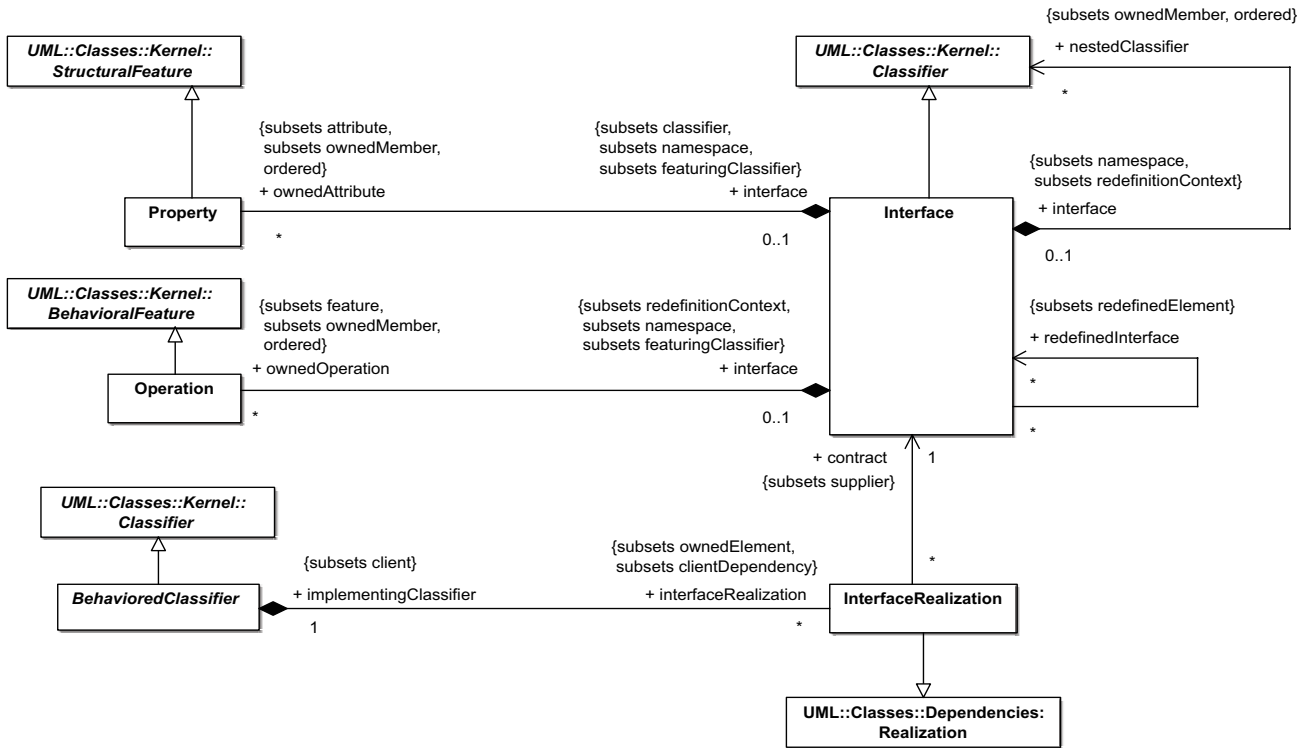 {subsets ownedMember, ordered}
UML::Classes::Kernel::
StructuralFeature
UML::Classes::Kernel::
Classifier
+ nestedClassifier
*
{subsets attribute,
subsets ownedMember,
ordered}
+ ownedAttribute
{subsets classifier,
subsets namespace,
subsets featuringClassifier}
+ interface
{subsets namespace,
subsets redefinitionContext}
+ interface
Property
Interface
*
0..1
0..1
UML::Classes::Kernel::
BehavioralFeature
{subsets feature,
subsets ownedMember,
ordered}
+ ownedOperation
{subsets redefinitionContext,
subsets namespace,
subsets featuringClassifier}
+ interface
{subsets redefinedElement}
+ redefinedInterface
*
Operation
*
0..1
*
+ contract
1
{subsets supplier}
UML::Classes::Kernel::
Classifier
{subsets client}
+ implementingClassifier
{subsets ownedElement,
subsets clientDependency}
+ interfaceRealization
*
BehavioredClassifier
InterfaceRealization
1
*
UML::Classes::Dependencies:
Realization